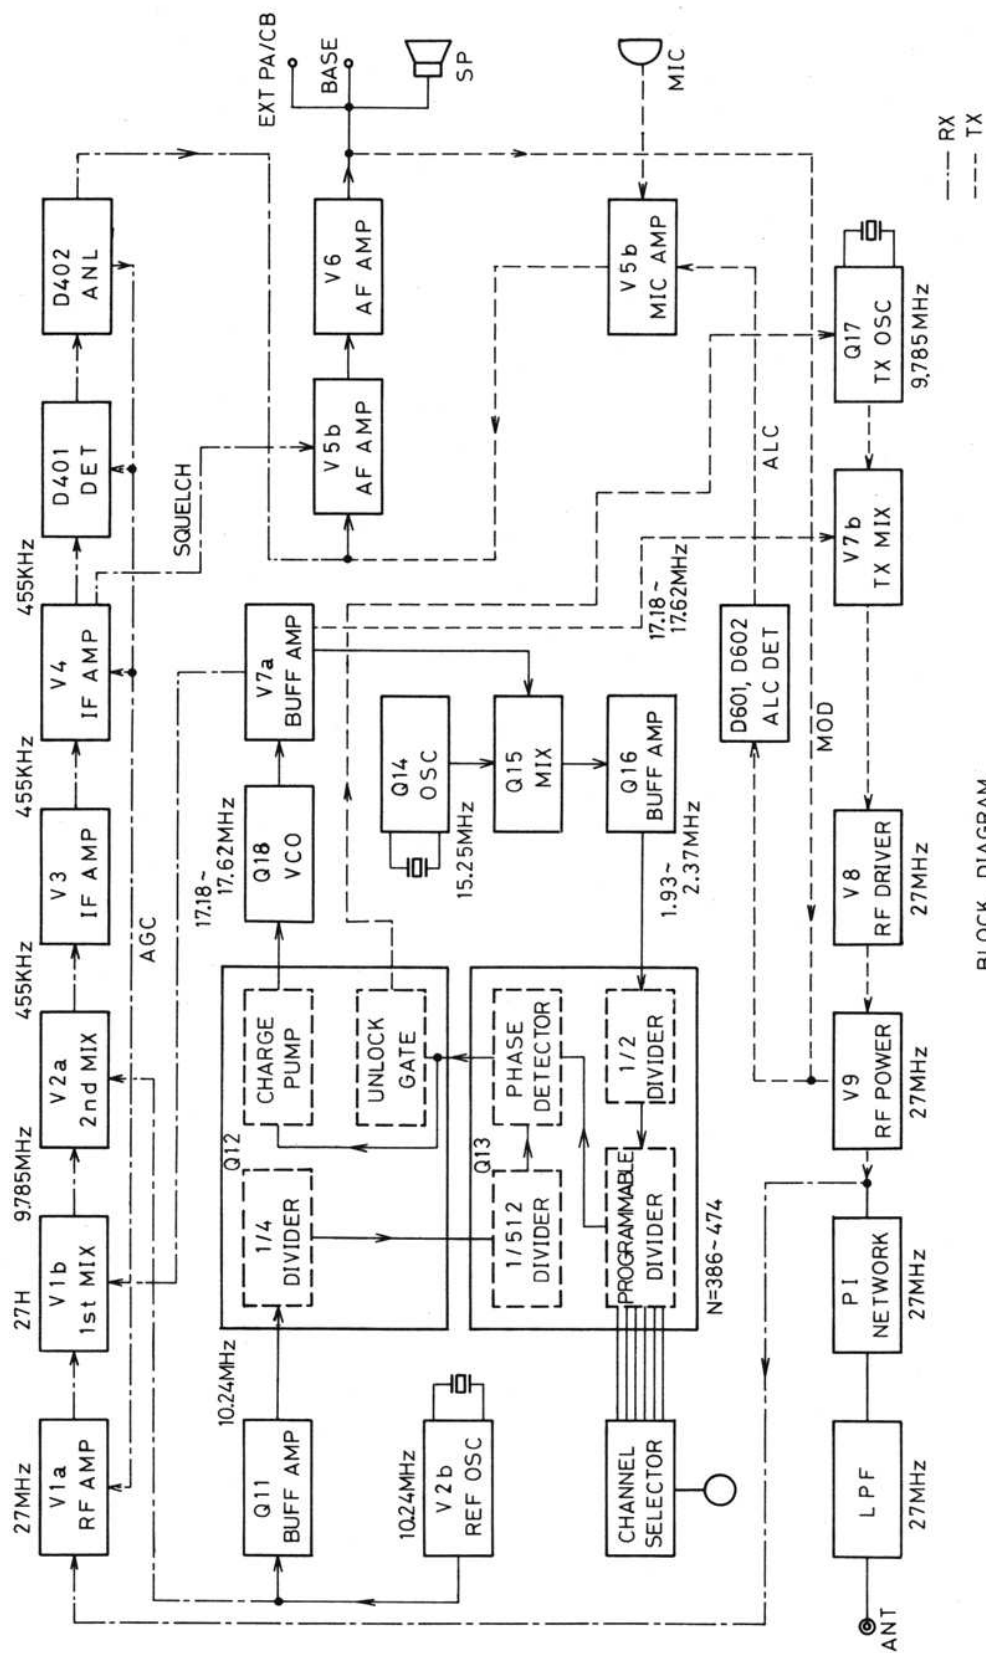 27MHz
V1a
RF AMP
27H
V1b
1st MIX
9.785MHz
V2a
2nd MIX
455KHz
V3
IF AMP
455KHz
V4
IF AMP
455KHz
D401
DET
D402
ANL
AGC
SQUELCH
EXT PA/CB
BASE
SP
10.24MHz
Q11
BUFF AMP
Q12
1/4
DIVIDER
CHARGE
PUMP
UNLOCK
GATE
17.18~
17.62MHz
Q18
VCO
V7a
BUFF AMP
V5b
AF AMP
V6
AF AMP
10.24MHz
V2b
REF OSC
Q13
1/512
DIVIDER
PHASE
DETECTOR
PROGRAMMABLE
DIVIDER
1/2
DIVIDER
N=386~474
Q14
OSC
15.25MHz
Q15
MIX
Q16
BUFF AMP
1.93~
2.37MHz
17.18~
17.62MHz
CHANNEL
SELECTOR
V5b
MIC AMP
MIC
D601, D602
ALC DET
ALC
MOD
ANT
LPF
27MHz
PI
NETWORK
27MHz
V9
RF POWER
27MHz
V8
RF DRIVER
27MHz
V7b
TX MIX
Q17
TX OSC
9.785MHz
RX
TX
BLOCK DIAGRAM